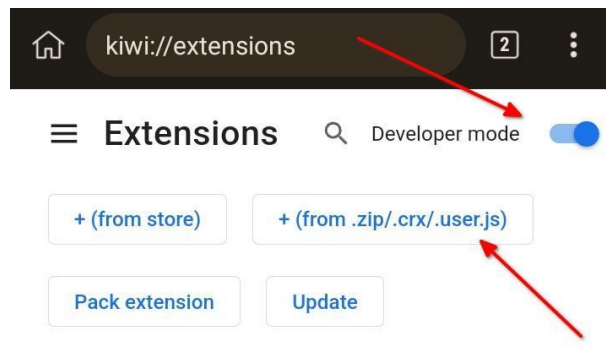 kiwi://extensions 2
Extensions Developer mode
+ (from store) + (from .zip/.crx/.user.js)
Pack extension Update